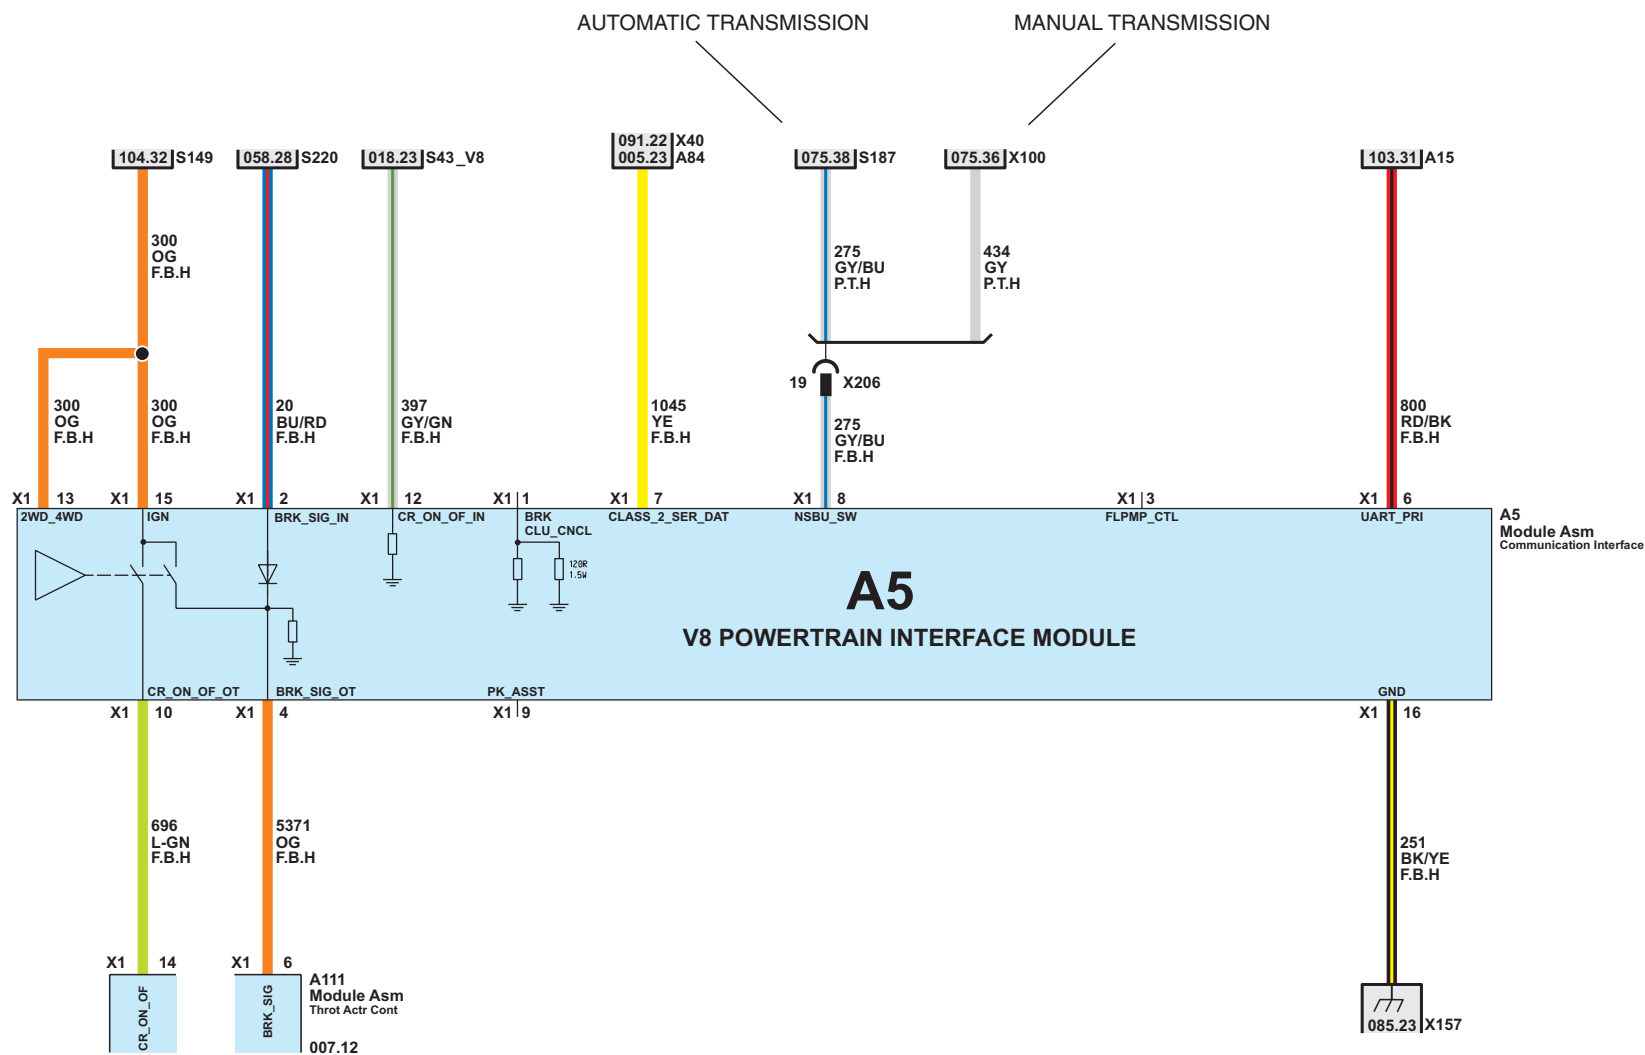 AUTOMATIC TRANSMISSION
MANUAL TRANSMISSION
104.32 S149
058.28 S220
018.23 S43_V8
091.22 X40
005.23 A84
075.38 S187
075.36 X100
103.31 A15
300
OG
F.B.H
275
GY/BU
P.T.H
434
GY
P.T.H
19 X206
300
OG
F.B.H
300
OG
F.B.H
20
BU/RD
F.B.H
397
GY/GN
F.B.H
1045
YE
F.B.H
275
GY/BU
F.B.H
800
RD/BK
F.B.H
X1 13
X1 15
X1 2
X1 12
X1 1
X1 7
X1 8
X1 3
X1 6
2WD_4WD
IGN
BRK_SIG_IN
CR_ON_OF_IN
BRK
CLU_CNCL
CLASS_2_SER_DAT
NSBU_SW
FLPMP_CTL
UART_PRI
A5
Module Asm
Communication Interface
120R
1.5W
A5
V8 POWERTRAIN INTERFACE MODULE
CR_ON_OF_OT
BRK_SIG_OT
PK_ASST
GND
X1 10
X1 4
X1 9
X1 16
696
L-GN
F.B.H
5371
OG
F.B.H
251
BK/YE
F.B.H
X1 14
X1 6
CR_ON_OF
BRK_SIG
A111
Module Asm
Throt Actr Cont
007.12
085.23 X157